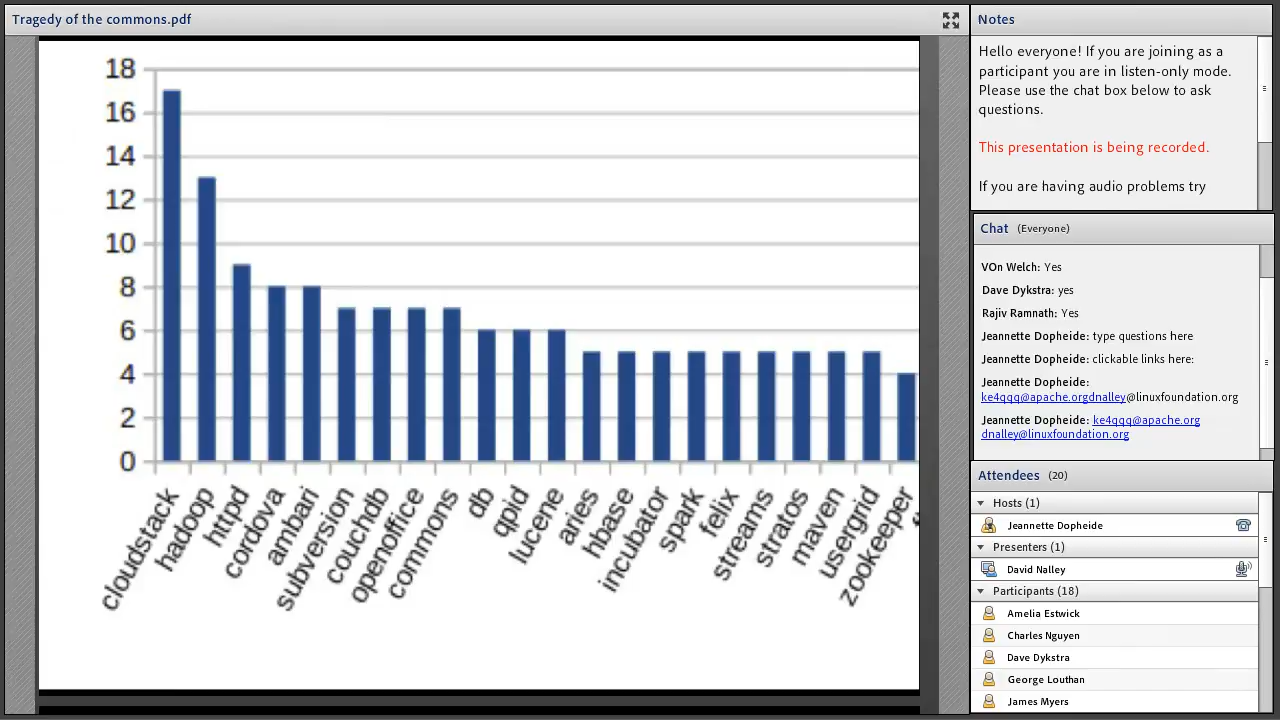 Tragedy of the commons.pdf
18
16
14
12
10
8
6
4
2
0
cloudstack
hadoop
httpd
cordova
ambari
subversion
couchdb
openoffice
commons
db
qpid
lucene
aries
hbase
incubator
spark
felix
streams
stratos
maven
usergrid
zookeeper
Notes
Hello everyone! If you are joining as a
participant you are in listen-only mode.
Please use the chat box below to ask
questions.
This presentation is being recorded.
If you are having audio problems try
Chat (Everyone)
VOn Welch: Yes
Dave Dykstra: yes
Rajiv Ramnath: Yes
Jeannette Dopheide: type questions here
Jeannette Dopheide: clickable links here:
Jeannette Dopheide:
ke4qqq@apache.orgdnalley@linuxfoundation.org
Jeannette Dopheide: ke4qqq@apache.org
dnalley@linuxfoundation.org
Attendees (20)
Hosts (1)
Jeannette Dopheide
Presenters (1)
David Nalley
Participants (18)
Amelia Estwick
Charles Nguyen
Dave Dykstra
George Louthan
James Myers